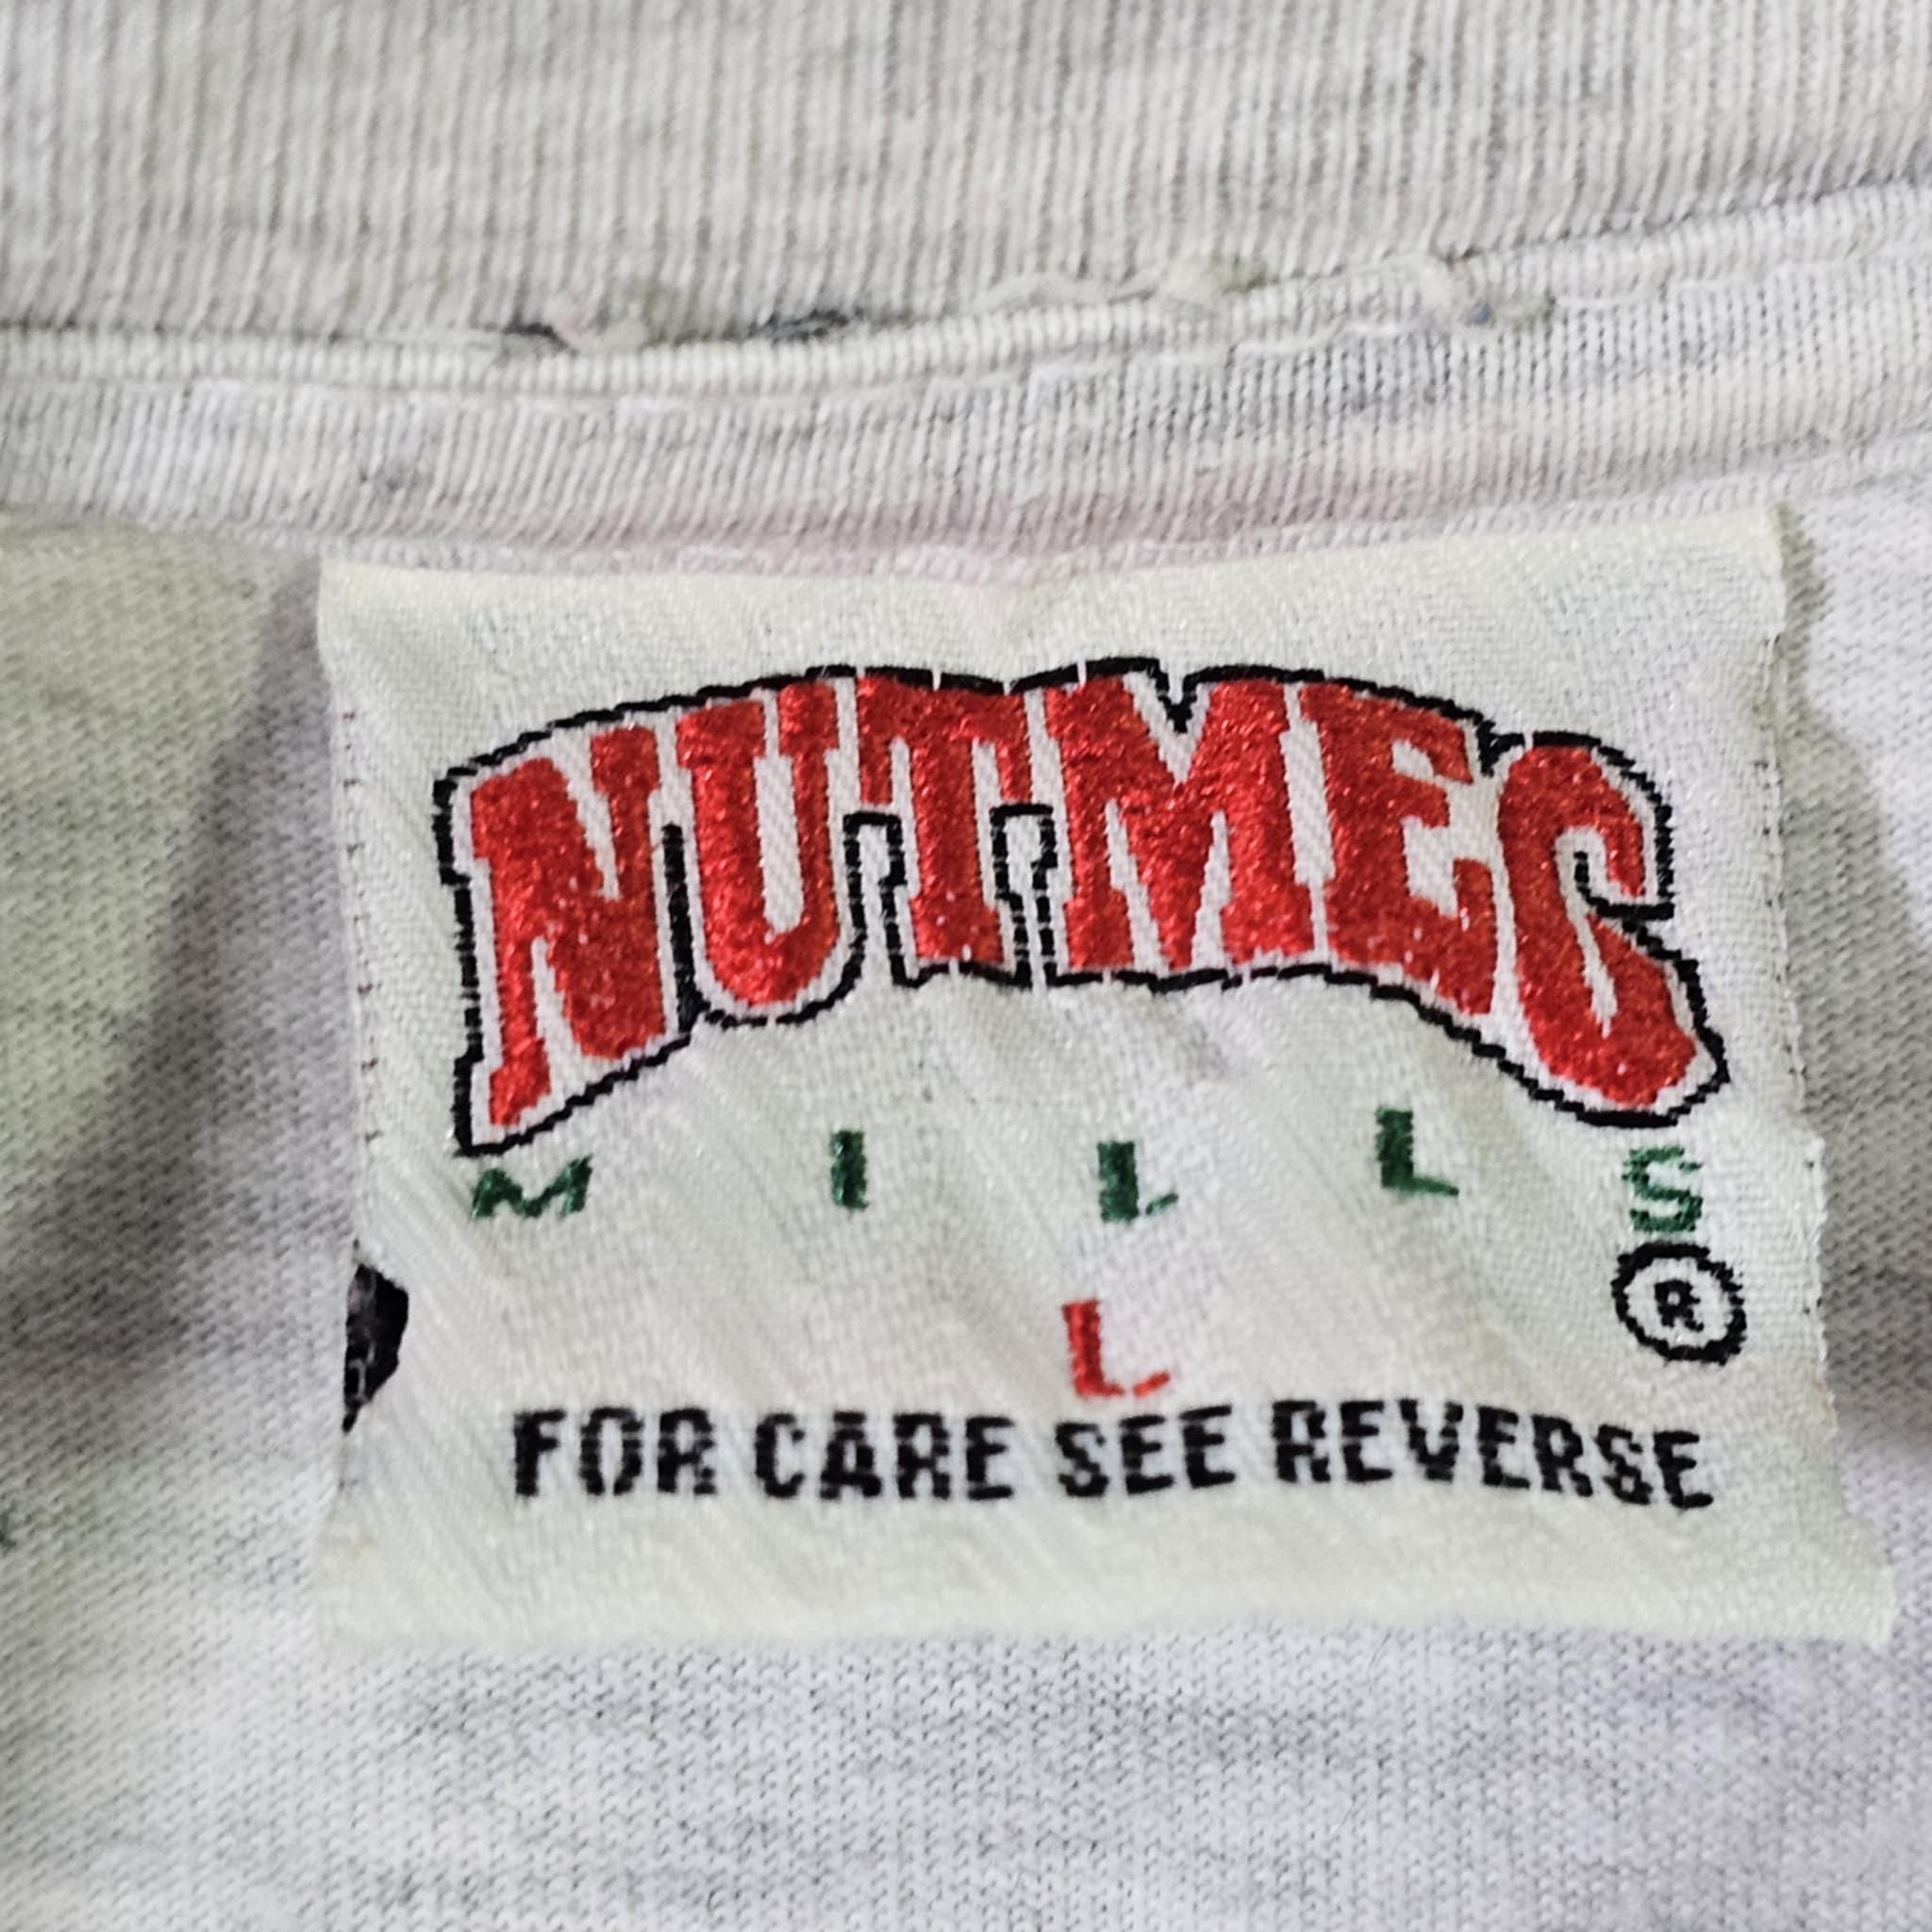 NUTMEG
MILLS
®
L
FOR CARE SEE REVERSE